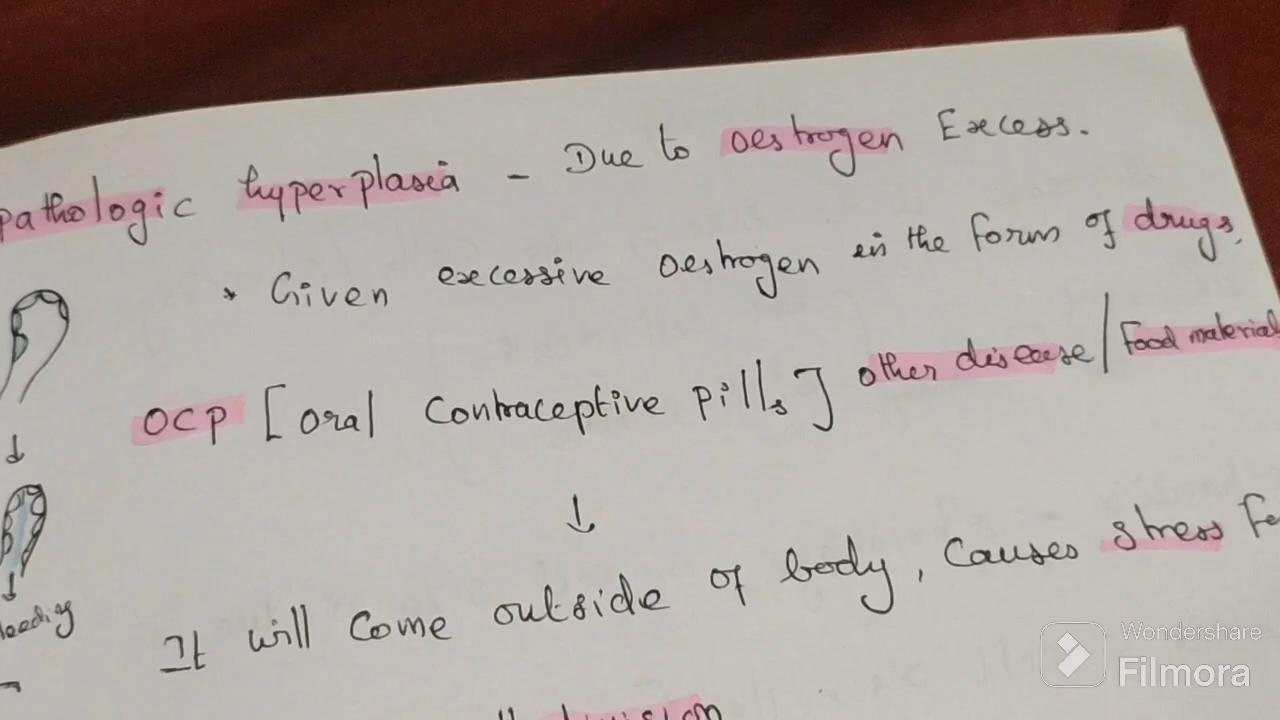 pathologic hyperplasia - Due to oestrogen Excess.
* Given excessive oestrogen in the form of drugs,
OCP [oral contraceptive pills] other disease/Food material
↓
It will come outside of body, causes stress
Wondershare
Filmora